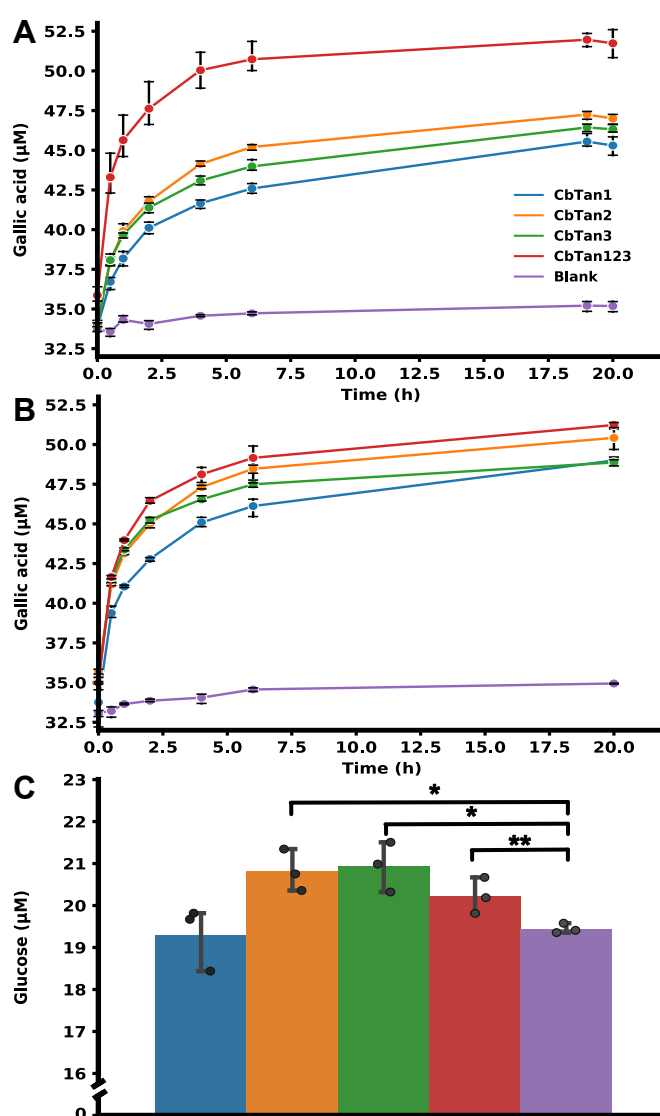 A
52.5
50.0
47.5
45.0
42.5
40.0
37.5
35.0
32.5
Gallic acid (μM)
CbTan1
CbTan2
CbTan3
CbTan123
Blank
0.0 2.5 5.0 7.5 10.0 12.5 15.0 17.5 20.0
Time (h)
B
52.5
50.0
47.5
45.0
42.5
40.0
37.5
35.0
32.5
Gallic acid (μM)
0.0 2.5 5.0 7.5 10.0 12.5 15.0 17.5 20.0
Time (h)
C
23
22
21
20
19
18
17
16
0
Glucose (μM)
*
*
**